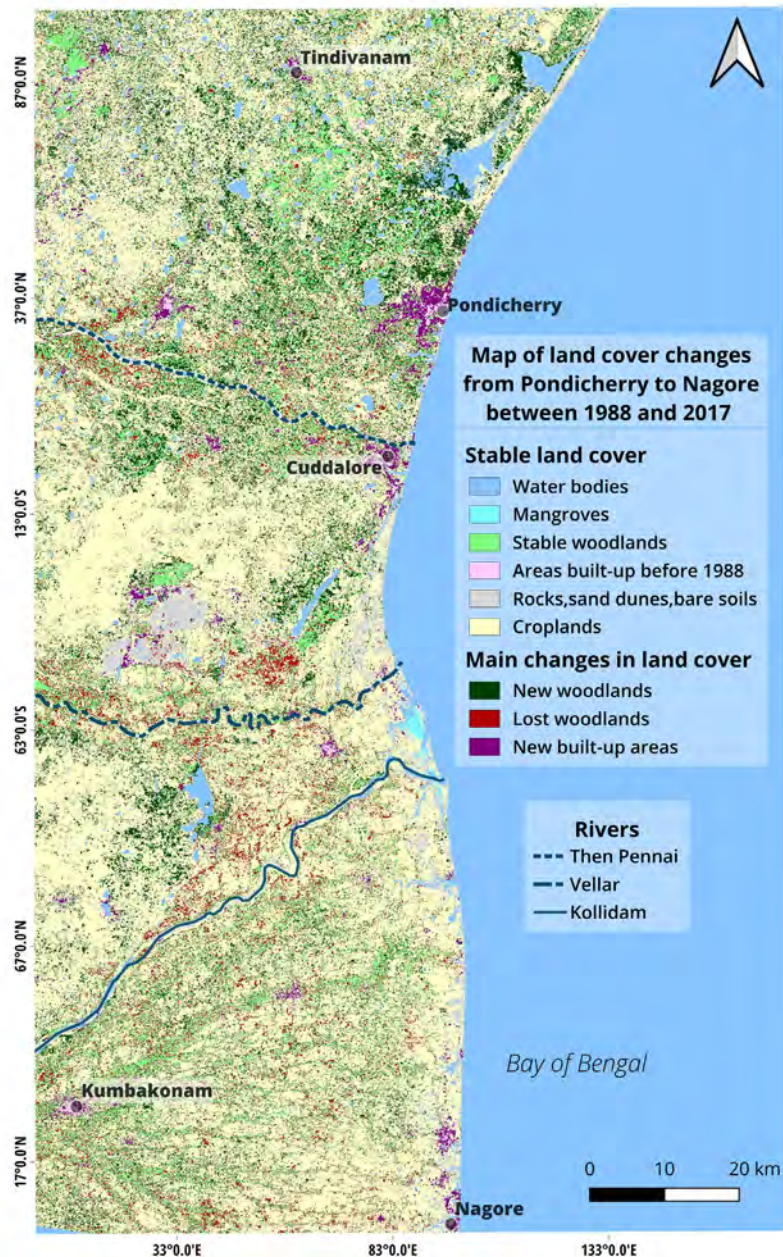 Tindivanam
Pondicherry
Cuddalore
Kumbakonam
Nagore
Map of land cover changes
from Pondicherry to Nagore
between 1988 and 2017
Stable land cover
Water bodies
Mangroves
Stable woodlands
Areas built-up before 1988
Rocks,sand dunes,bare soils
Croplands
Main changes in land cover
New woodlands
Lost woodlands
New built-up areas
Rivers
Then Pennai
Vellar
Kollidam
Bay of Bengal
0 10 20 km
87°0.0'N
37°0.0'N
13°0.0'S
63°0.0'S
67°0.0'N
17°0.0'N
33°0.0'E 83°0.0'E 133°0.0'E